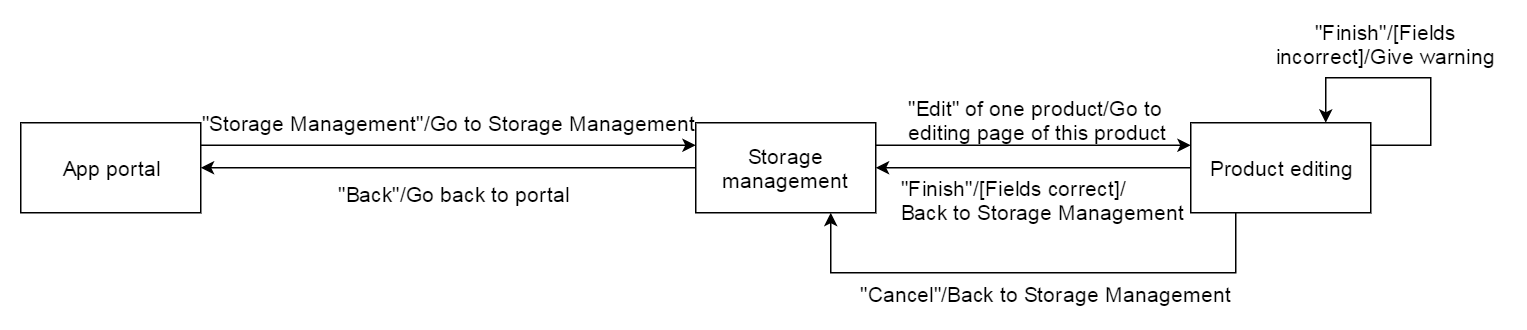 "Finish"/[Fields
incorrect]/Give warning
"Storage Management"/Go to Storage Management
"Edit" of one product/Go to
editing page of this product
App portal
Storage
management
Product editing
"Back"/Go back to portal
"Finish"/[Fields correct]/
Back to Storage Management
"Cancel"/Back to Storage Management